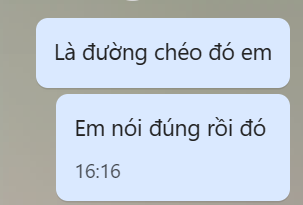 Là đường chéo đó em
Em nói đúng rồi đó
16:16